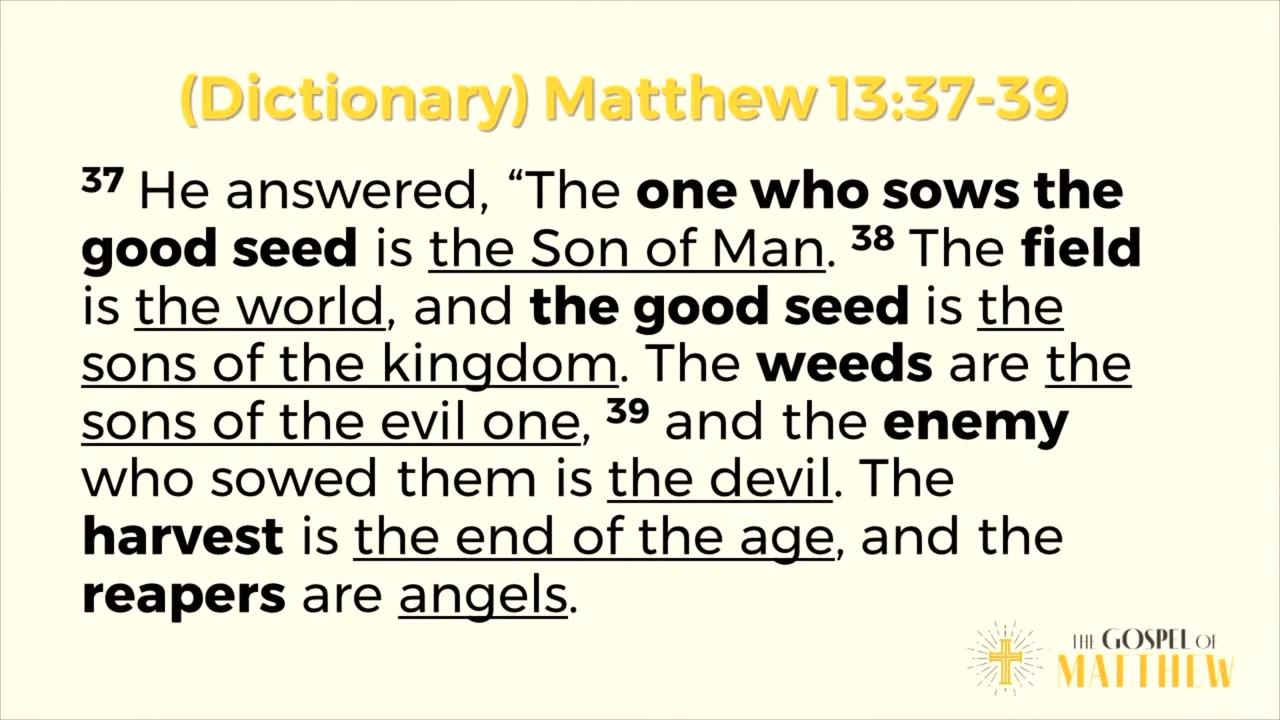 (Dictionary) Matthew 13:37-39
37 He answered, “The one who sows the
good seed is the Son of Man. 38 The field
is the world, and the good seed is the
sons of the kingdom. The weeds are the
sons of the evil one, 39 and the enemy
who sowed them is the devil. The
harvest is the end of the age, and the
reapers are angels.
THE GOSPEL OF
MATTHEW